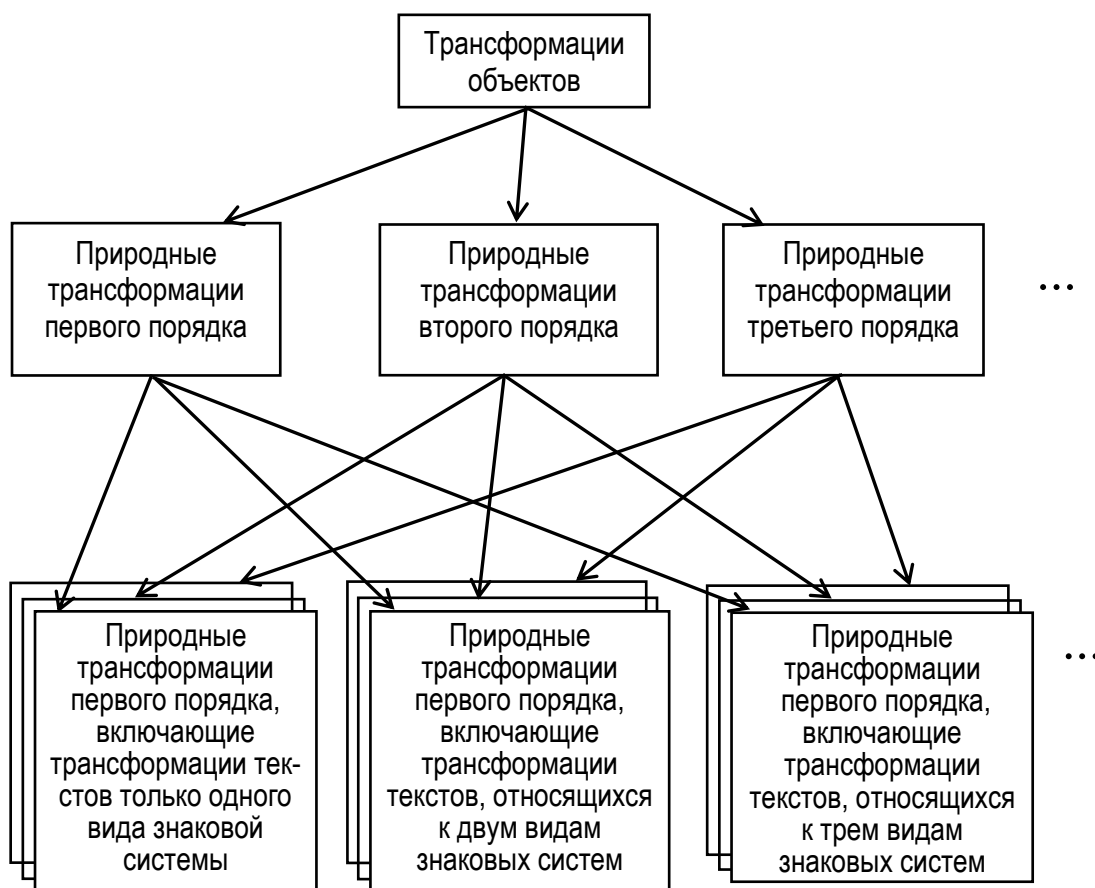 Трансформации
объектов
Природные
трансформации
первого порядка
Природные
трансформации
второго порядка
Природные
трансформации
третьего порядка
...
Природные
трансформации
первого порядка,
включающие
трансформации тек-
стов только одного
вида знаковой
системы
Природные
трансформации
первого порядка,
включающие
трансформации
текстов, относящихся
к двум видам
знаковых систем
Природные
трансформации
первого порядка,
включающие
трансформации
текстов, относящихся
к трем видам
знаковых систем
...